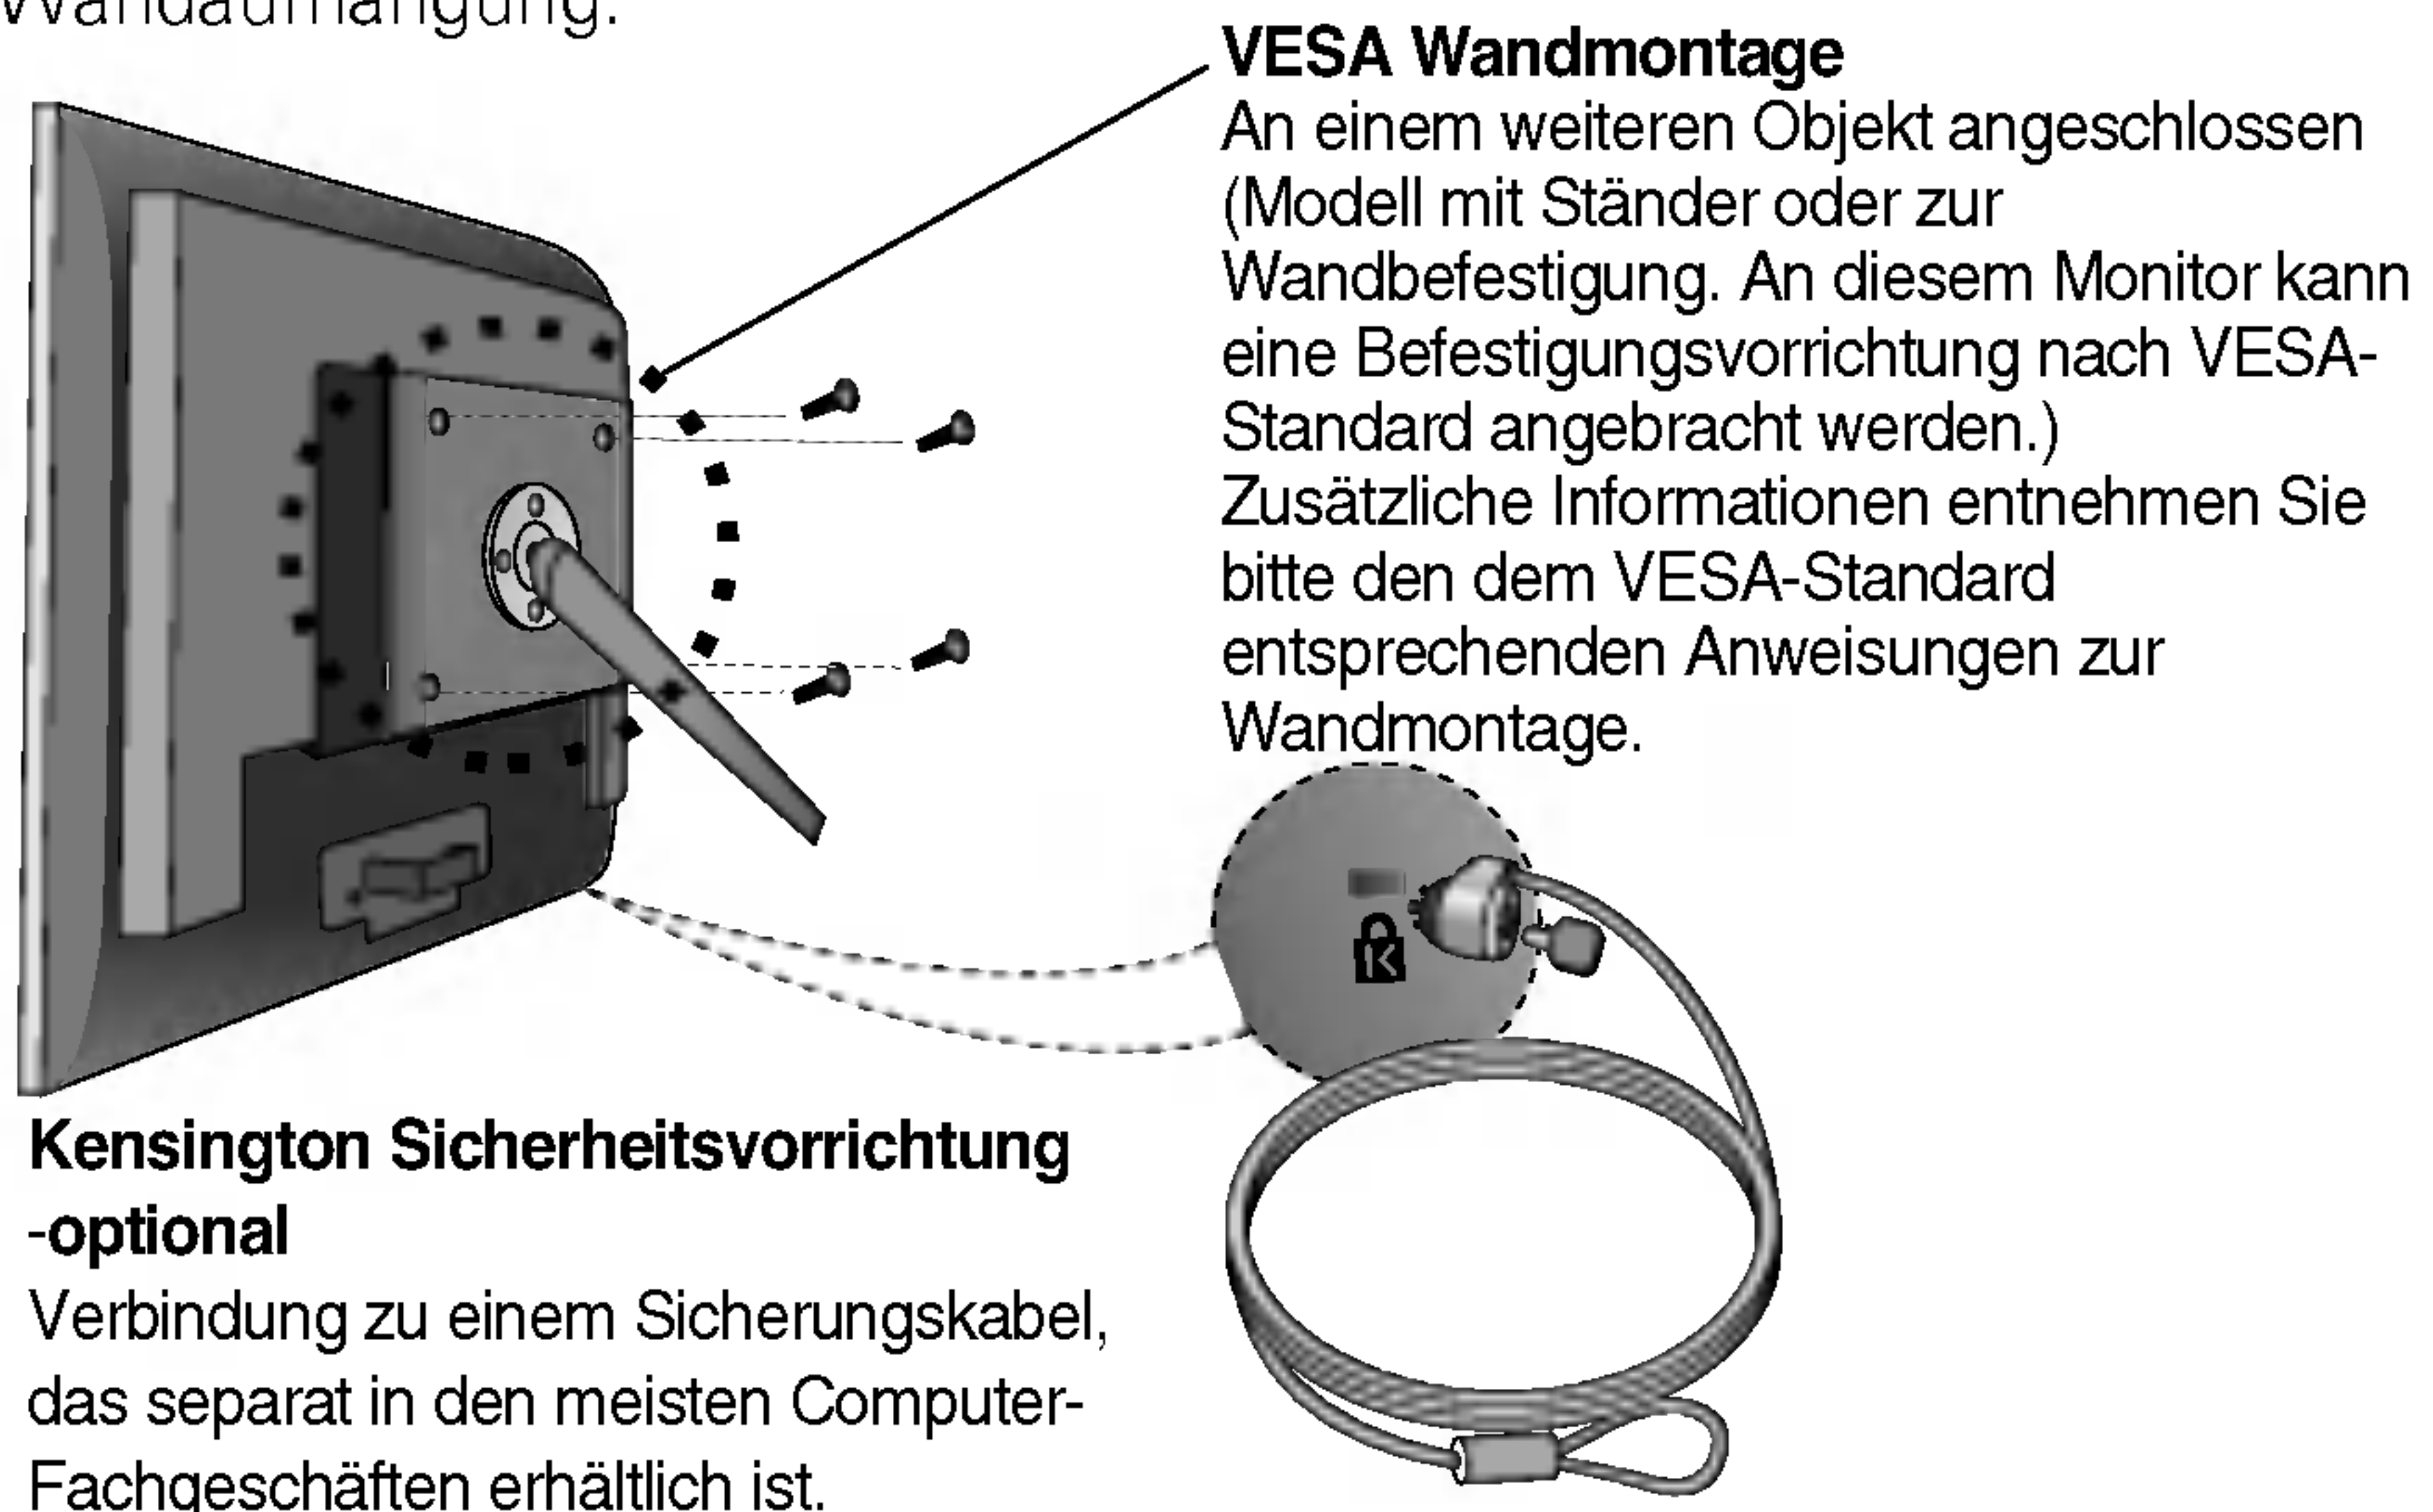 Wandaufhängung.
VESA Wandmontage
An einem weiteren Objekt angeschlossen
(Modell mit Ständer oder zur
Wandbefestigung. An diesem Monitor kann
eine Befestigungsvorrichtung nach VESA-
Standard angebracht werden.)
Zusätzliche Informationen entnehmen Sie
bitte den dem VESA-Standard
entsprechenden Anweisungen zur
Wandmontage.
K
Kensington Sicherheitsvorrichtung
-optional
Verbindung zu einem Sicherungskabel,
das separat in den meisten Computer-
Fachgeschäften erhältlich ist.